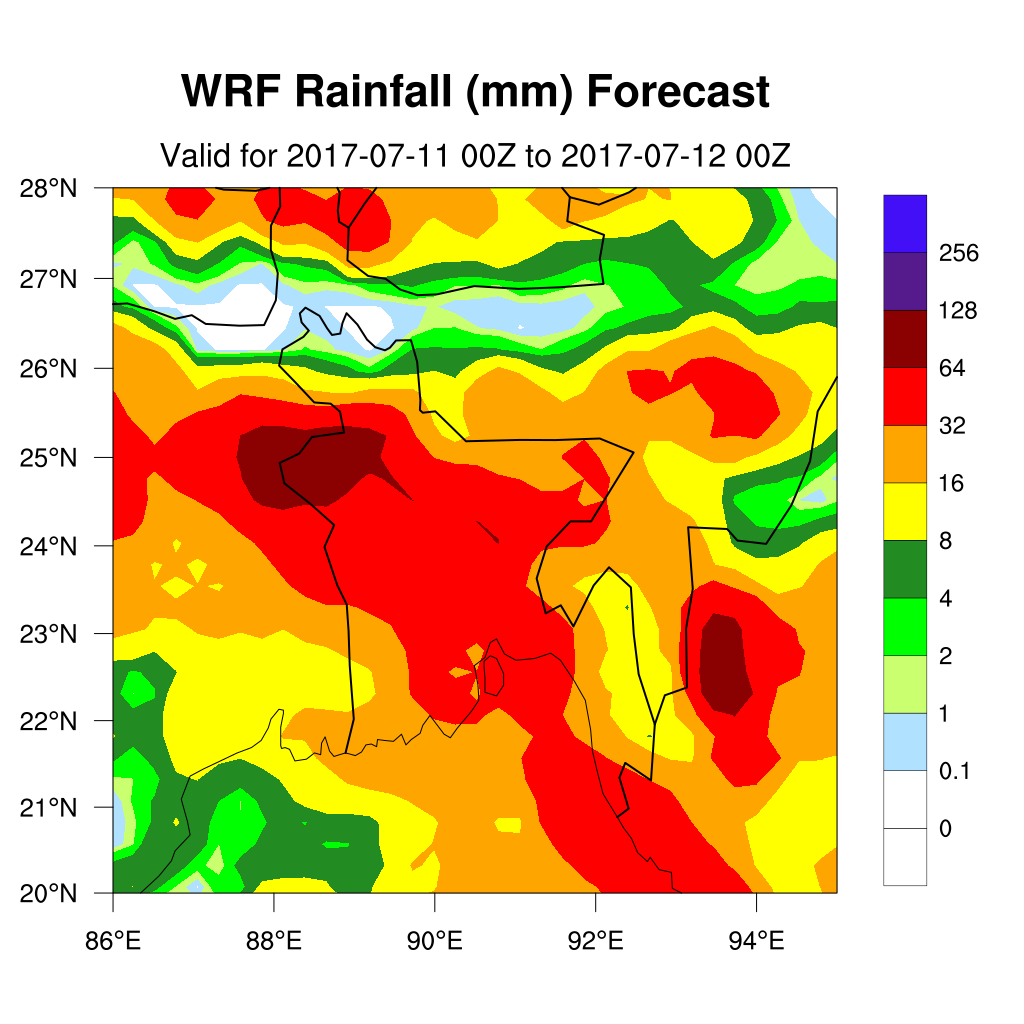 WRF Rainfall (mm) Forecast
Valid for 2017-07-11 00Z to 2017-07-12 00Z
28°N
27°N
26°N
25°N
24°N
23°N
22°N
21°N
20°N
86°E 88°E 90°E 92°E 94°E
256
128
64
32
16
8
4
2
1
0.1
0